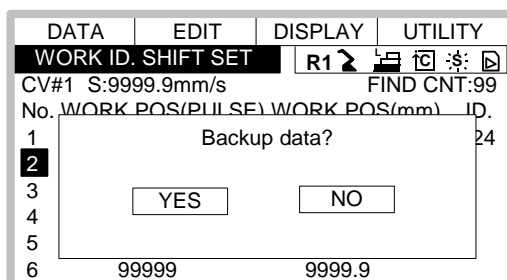 DATA EDIT DISPLAY UTILITY
WORK ID. SHIFT SET R1 C S
CV#1 S:9999.9mm/s FIND CNT:99
No. WORK POS(PULSE) WORK POS(mm) ID.
1 Backup data? 24
2
3 YES NO
4
5
6 99999 9999.9